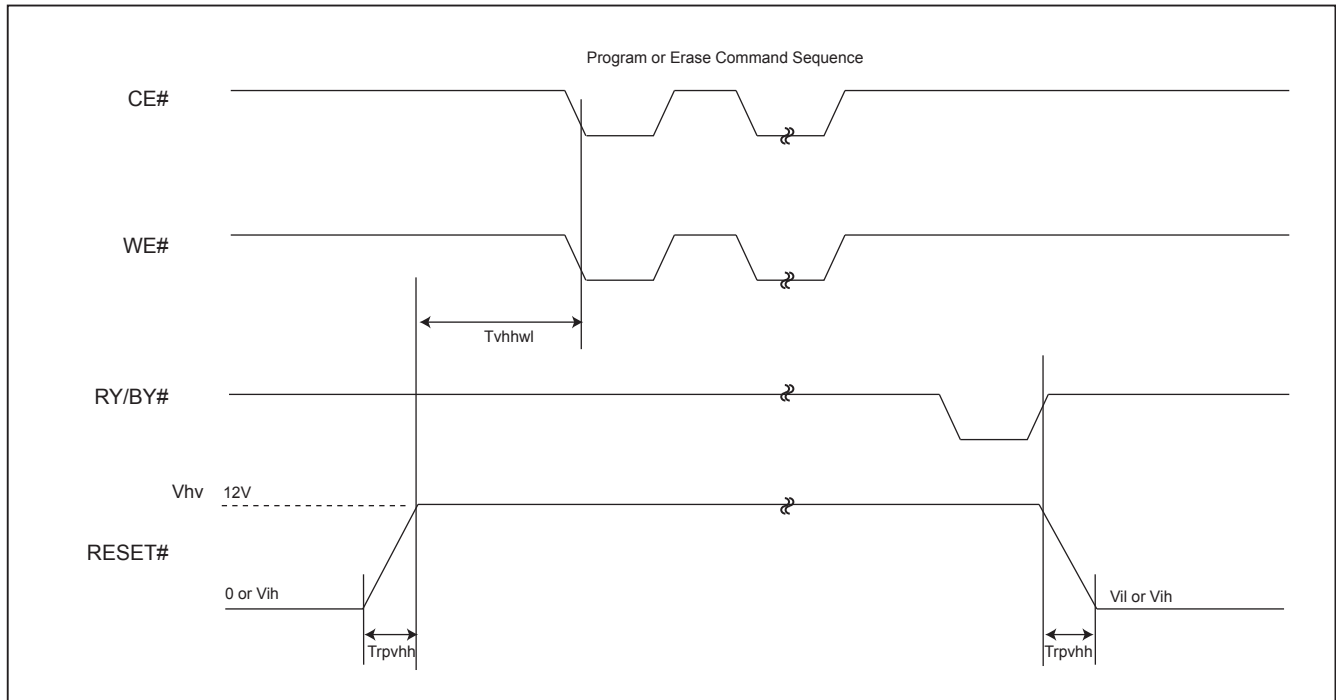 Program or Erase Command Sequence
CE#
WE#
Tvhhwl
RY/BY#
Vhv 12V
RESET#
0 or Vih
Vil or Vih
Trpvhh
Trpvhh